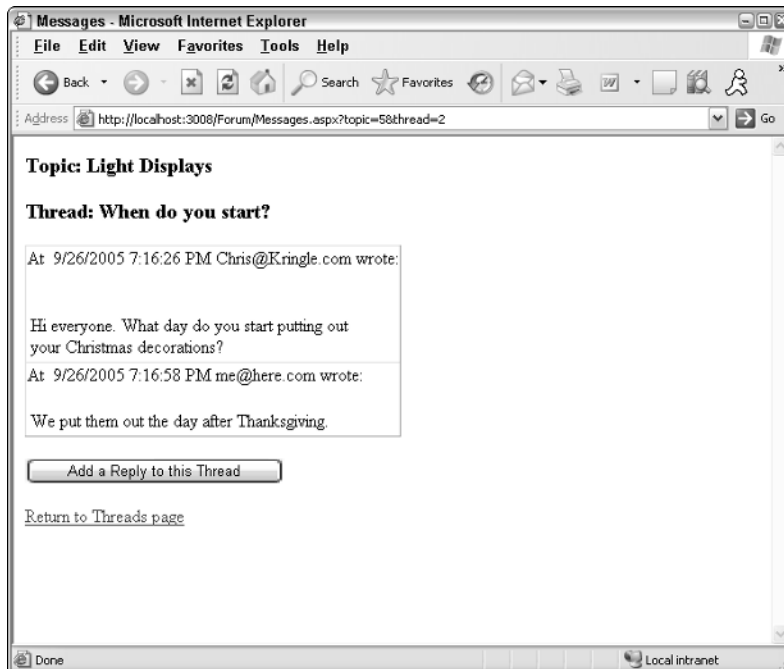 Messages - Microsoft Internet Explorer
File Edit View Favorites Tools Help
Back Search Favorites »
Address http://localhost:3008/Forum/Messages.aspx?topic=5&thread=2 Go
Topic: Light Displays
Thread: When do you start?
At 9/26/2005 7:16:26 PM Chris@Kringle.com wrote:
Hi everyone. What day do you start putting out
your Christmas decorations?
At 9/26/2005 7:16:58 PM me@here.com wrote:
We put them out the day after Thanksgiving.
Add a Reply to this Thread
Return to Threads page
Done Local intranet